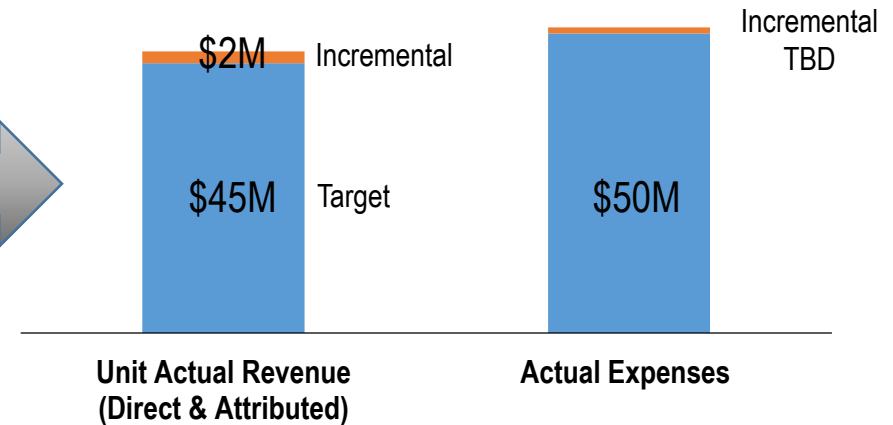 $2M
Incremental
Incremental
TBD
$45M
Target
$50M
Unit Actual Revenue
(Direct & Attributed)
Actual Expenses